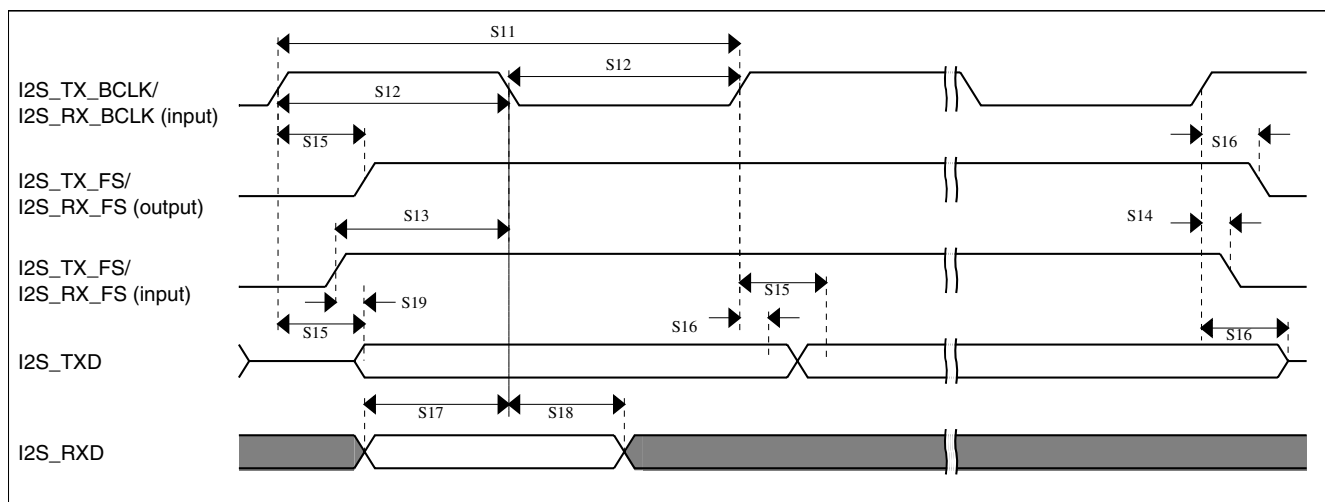 S11
I2S_TX_BCLK/
I2S_RX_BCLK (input)
S12
S12
S15
S16
I2S_TX_FS/
I2S_RX_FS (output)
S13
S14
I2S_TX_FS/
I2S_RX_FS (input)
S15
S19
S16
S15
S16
I2S_TXD
S17
S18
I2S_RXD